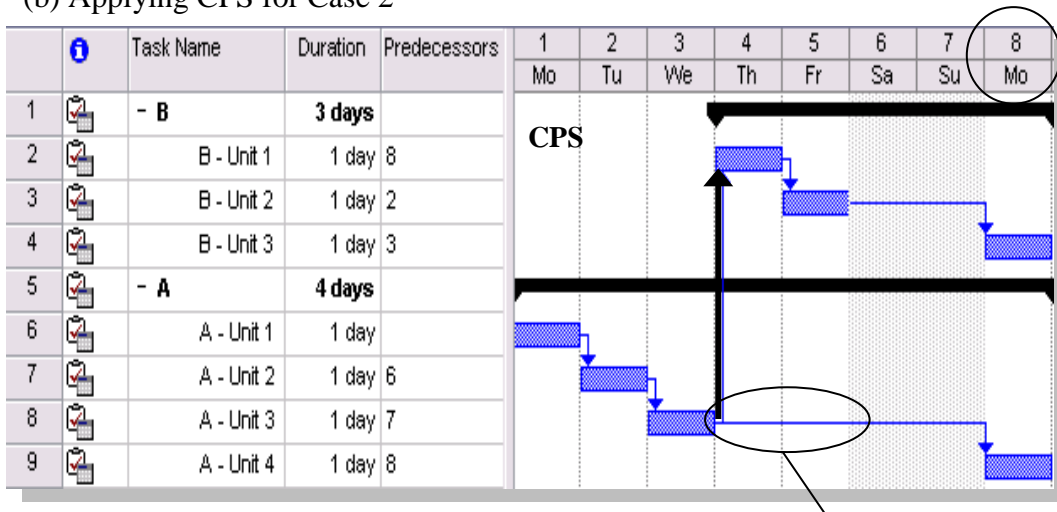 (b) Applying CPS for Case 2
Task Name Duration Predecessors 1 2 3 4 5 6 7 8
Mo Tu We Th Fr Sa Su Mo
1 - B 3 days
CPS
2 B - Unit 1 1 day 8
3 B - Unit 2 1 day 2
4 B - Unit 3 1 day 3
5 - A 4 days
6 A - Unit 1 1 day
7 A - Unit 2 1 day 6
8 A - Unit 3 1 day 7
9 A - Unit 4 1 day 8